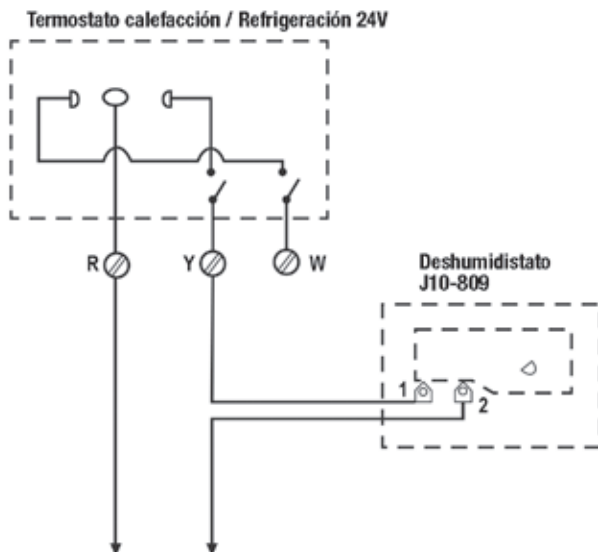 Termostato calefacción / Refrigeración 24V
R
Y
W
Deshumidistato
J10-809
1
2